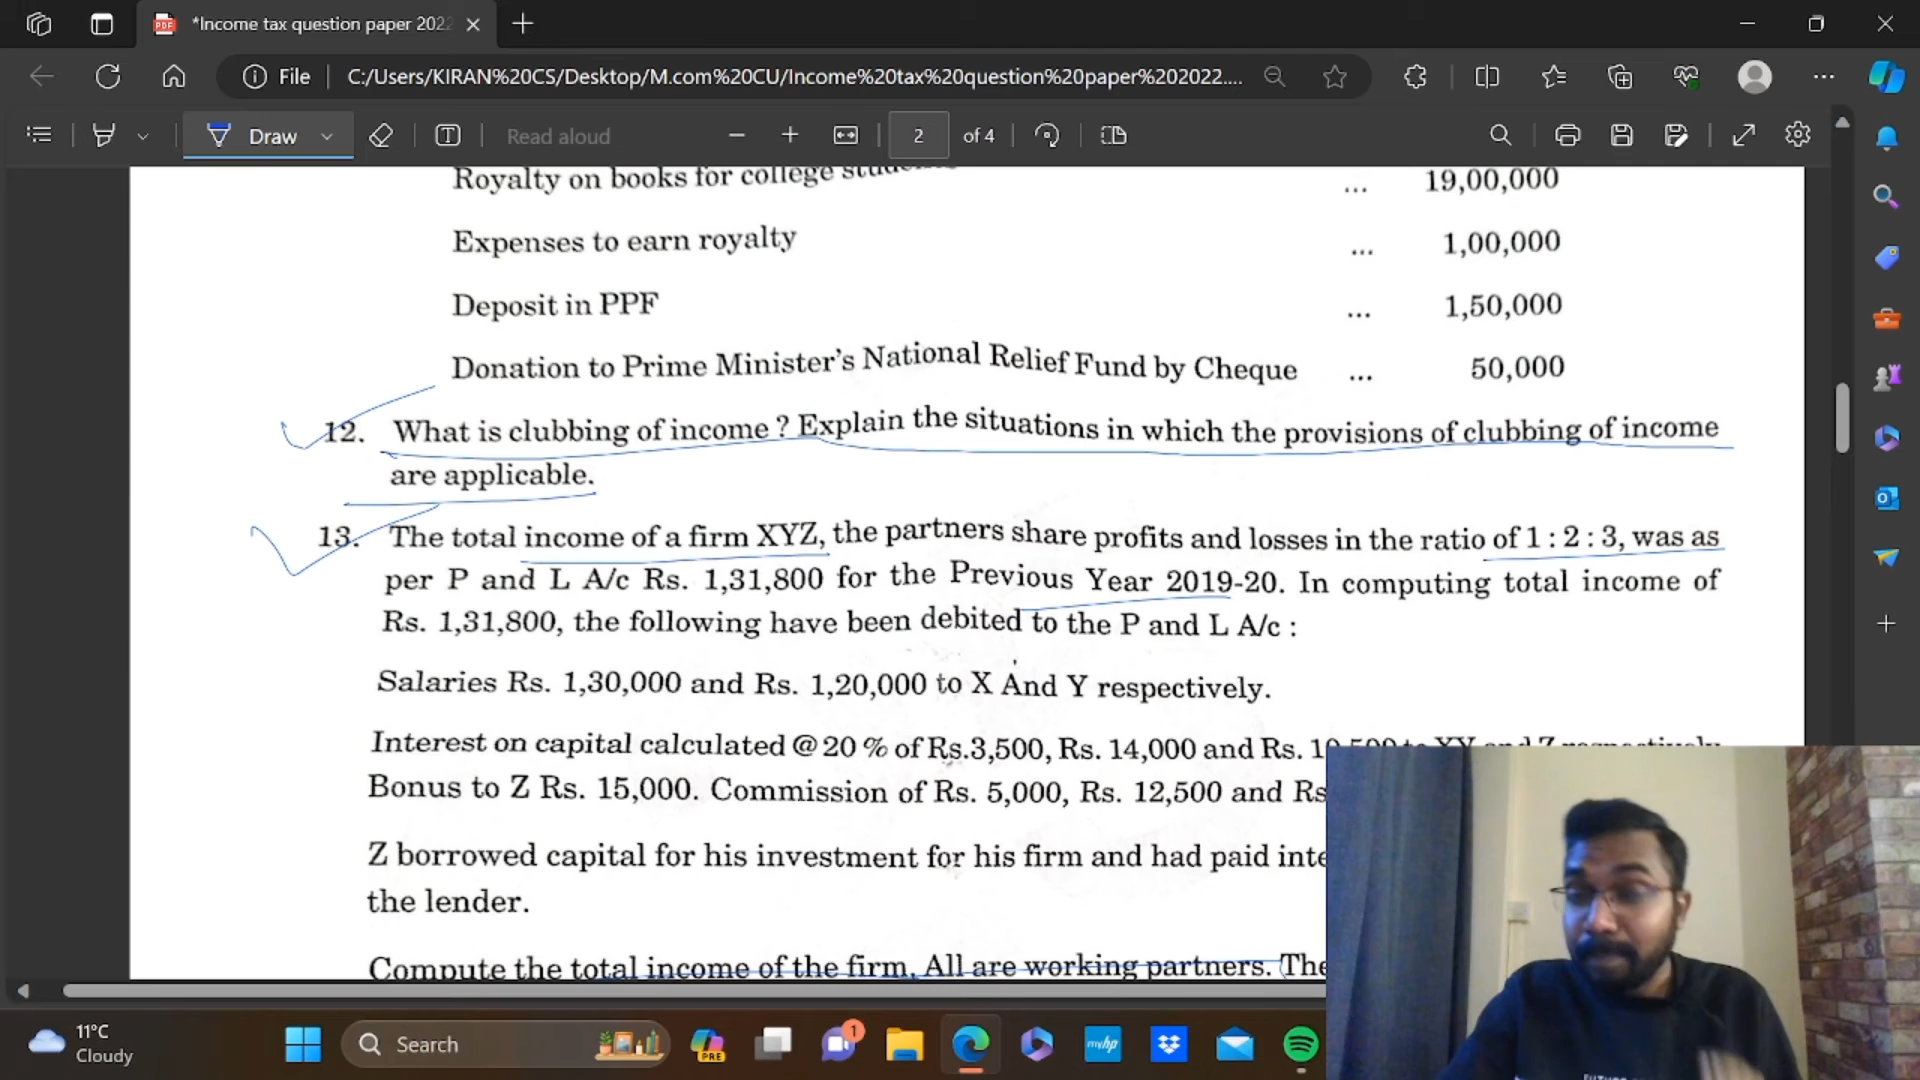 *Income tax question paper 2022
File
C:/Users/KIRAN%20CS/Desktop/M.com%20CU/Income%20tax%20question%20paper%202022....
Draw
Read aloud
2 of 4
Royalty on books for college ... 19,00,000
Expenses to earn royalty ... 1,00,000
Deposit in PPF ... 1,50,000
Donation to Prime Minister's National Relief Fund by Cheque ... 50,000
12. What is clubbing of income ? Explain the situations in which the provisions of clubbing of income
are applicable.
13. The total income of a firm XYZ, the partners share profits and losses in the ratio of 1 : 2 : 3, was as
per P and L A/c Rs. 1,31,800 for the Previous Year 2019-20. In computing total income of
Rs. 1,31,800, the following have been debited to the P and L A/c :
Salaries Rs. 1,30,000 and Rs. 1,20,000 to X And Y respectively.
Interest on capital calculated @ 20 % of Rs.3,500, Rs. 14,000 and Rs.
Bonus to Z Rs. 15,000. Commission of Rs. 5,000, Rs. 12,500 and Rs
Z borrowed capital for his investment for his firm and had paid inte
the lender.
Compute the total income of the firm. All are working partners. The
11°C
Cloudy
Search
PRE
1
myhp